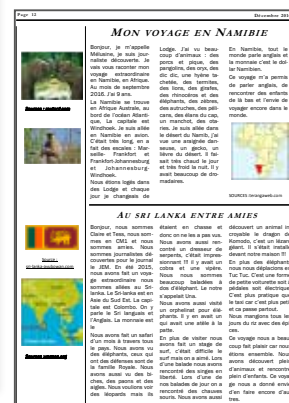 Page 12
Décembre 201
MON VOYAGE EN NAMIBIE
Bonjour, je m'appelle
Mélusine, je suis jour-
naliste découverte. Je
vais vous raconter mon
voyage extraordinaire
en Namibie, en Afrique.
Au mois de septembre
2016. J'ai 9 ans.
La Namibie se trouve
en Afrique Australe, au
bord de l'océan Atlanti-
que, La capitale est
Windhoek. Je suis allée
en Namibie en avion.
C'était très long, on a
fait des escales : Mar-
seille Frankfort et
Frankfort-Johannesburg
et Johannesburg-
Windhoek.
Nous étions logés dans
des Lodge et chaque
jour je changeais de
Lodge. J'ai vu beau-
coup d'animaux : des
porcs et pique, des
pangolins, des oryx, des
dic dic, une hyène ta-
chetée, des termites,
des lions, des girafes,
des rhinocéros et des
éléphants, des zèbres,
des autruches, des péli-
cans, des élans du cap,
un manchot, des ota-
ries. Je suis allée dans
le désert du Namib, j'ai
vue une araignée dan-
seuse, un gecko, un
lièvre du désert. Il fai-
sait très chaud le jour
et très froid la nuit. Il y
avait beaucoup de dro-
madaires.
En Namibie, tout le
monde parle anglais et
la monnaie c'est le dol-
lar Namibien.
Ce voyage m'a permis
de parler anglais, de
rencontrer des enfants
de là bas et l'envie de
voyager encore dans le
monde.
AU SRI LANKA ENTRE AMIES
Source :
Bonjour, nous sommes
Claire et Tess, nous som-
mes en CM1 et nous
sommes amies. Nous
sommes journalistes dé-
couvertes pour le journal
le JEM. En été 2015,
nous avons fait un voya-
ge extraordinaire nous
sommes allées au Sri-
lanka. Le Sri-lanka est en
Asie du Sud Est. La capi-
tale est Colombo. On y
parle le Sri languais et
l'Anglais. La monnaie est
le
Nous avons fait un safari
d'un mois à travers tous
le pays. Nous avons vu
des éléphants, ceux qui
ont des défenses sont de
la famille Royale. Nous
avons aussi vu des bi-
ches, des paons et des
aigles. Nous voulions voir
des léopards mais ils
étaient en chasse et
donc on ne les a pas vus.
Nous avons aussi ren-
contré un dresseur de
serpents, c'était impres-
sionnant !!! Il y avait un
cobra et une vipère.
Nous nous sommes
beaucoup baladées à
dos d'éléphant. Le notre
s'appelait Una.
Nous avons aussi visité
un orphelinat pour élé-
phants. Il y en avait un
qui avait une atèle à la
patte.
En plus de visiter nous
avons fait un stage de
surf, c'était difficile le
surf mais on a aimé. Lors
d'une balade nous avons
rencontré des singes en
liberté. Lors d'une de
nos balades de jour on a
rencontré des chauves
souris. Nous avons aussi
découvert un animal in
croyable le dragon de
Komodo, c'est un lézard
géant. Il s'était installé
devant notre maison !!!
En plus des éléphants
nous nous déplacions en
Tuc Tuc. C'est une form
de petite voiturette soit à
pédales soit électrique
C'est plus pratique que
le taxi car c'est plus peti
et ca passe partout.
Nous mangions tous le
jours du riz avec des épi
ces.
Ce voyage nous a beau
coup fait plaisir car nou
étions ensemble. Nous
avons découvert plein
d'animaux et rencontré
plein d'enfants. Ce voya
ge nous a donné envie
d'en faire encore d'au
tres.